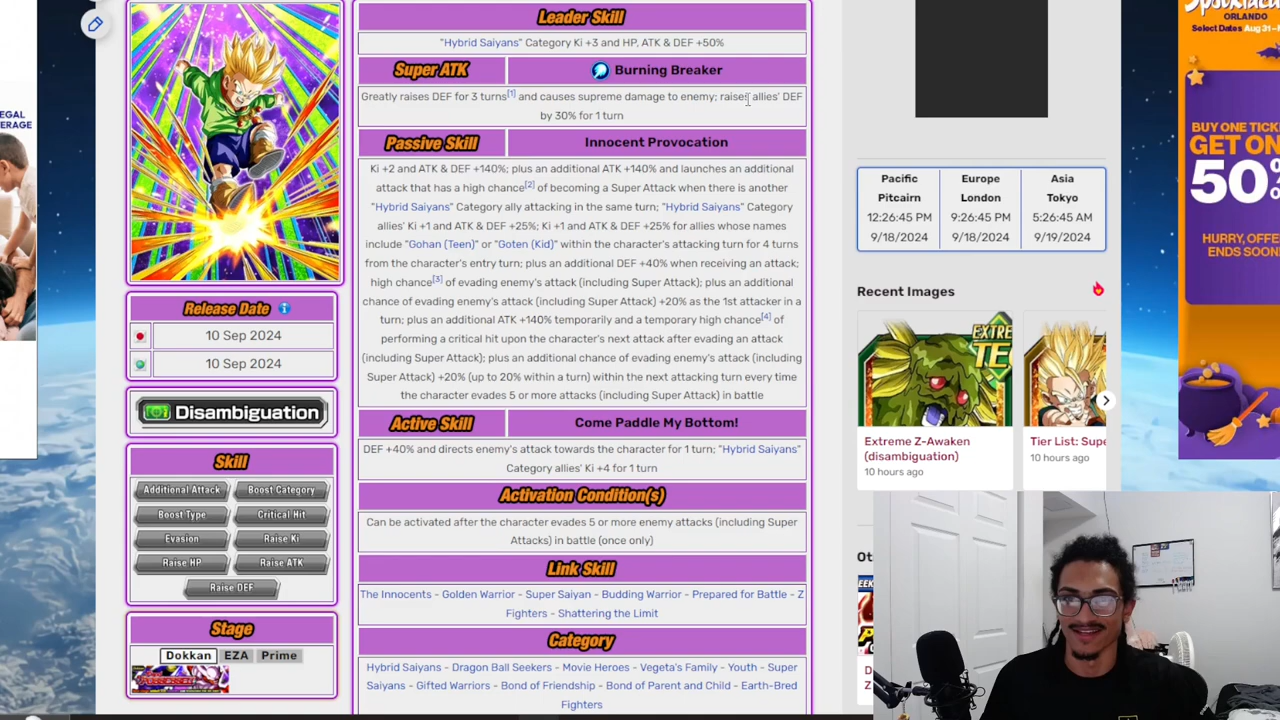 Leader Skill
"Hybrid Saiyans" Category Ki +3 and HP, ATK & DEF +50%
Super ATK
Burning Breaker
Greatly raises DEF for 3 turns[1] and causes supreme damage to enemy; raises allies' DEF
by 30% for 1 turn
Passive Skill
Innocent Provocation
Ki +2 and ATK & DEF +140%; plus an additional ATK +140% and launches an additional
attack that has a high chance[2] of becoming a Super Attack when there is another
"Hybrid Saiyans" Category ally attacking in the same turn; "Hybrid Saiyans" Category
allies' Ki +1 and ATK & DEF +25%; Ki +1 and ATK & DEF +25% for allies whose names
include "Gohan (Teen)" or "Goten (Kid)" within the character's attacking turn for 4 turns
from the character's entry turn; plus an additional DEF +40% when receiving an attack;
high chance[3] of evading enemy's attack (including Super Attack); plus an additional
chance of evading enemy's attack (including Super Attack) +20% as the 1st attacker in a
turn; plus an additional ATK +140% temporarily and a temporary high chance[4] of
performing a critical hit upon the character's next attack after evading an attack
(including Super Attack); plus an additional chance of evading enemy's attack (including
Super Attack) +20% (up to 20% within a turn) within the next attacking turn every time
the character evades 5 or more attacks (including Super Attack) in battle
Active Skill
Come Paddle My Bottom!
DEF +40% and directs enemy's attack towards the character for 1 turn; "Hybrid Saiyans"
Category allies' Ki +4 for 1 turn
Activation Condition(s)
Can be activated after the character evades 5 or more enemy attacks (including Super
Attacks) in battle (once only)
Link Skill
The Innocents - Golden Warrior - Super Saiyan - Budding Warrior - Prepared for Battle - Z
Fighters - Shattering the Limit
Category
Hybrid Saiyans - Dragon Ball Seekers - Movie Heroes - Vegeta's Family - Youth - Super
Saiyans - Gifted Warriors - Bond of Friendship - Bond of Parent and Child - Earth-Bred
Fighters
Release Date
10 Sep 2024
10 Sep 2024
Disambiguation
Skill
Additional Attack
Boost Category
Boost Type
Critical Hit
Evasion
Raise Ki
Raise HP
Raise ATK
Raise DEF
Stage
Dokkan
EZA
Prime
Pacific
Pitcairn
12:26:45 PM
9/18/2024
Europe
London
9:26:45 PM
9/18/2024
Asia
Tokyo
5:26:45 AM
9/19/2024
Recent Images
EXTRE
TE
Extreme Z-Awaken
(disambiguation)
10 hours ago
Tier List: Supe
10 hours ago
Ot
EGAL
ERAGE
ORLANDO
Select Dates Aug 31-
BUY ONE TICK
GET ON
50%
HURRY, OFFE
ENDS SOON